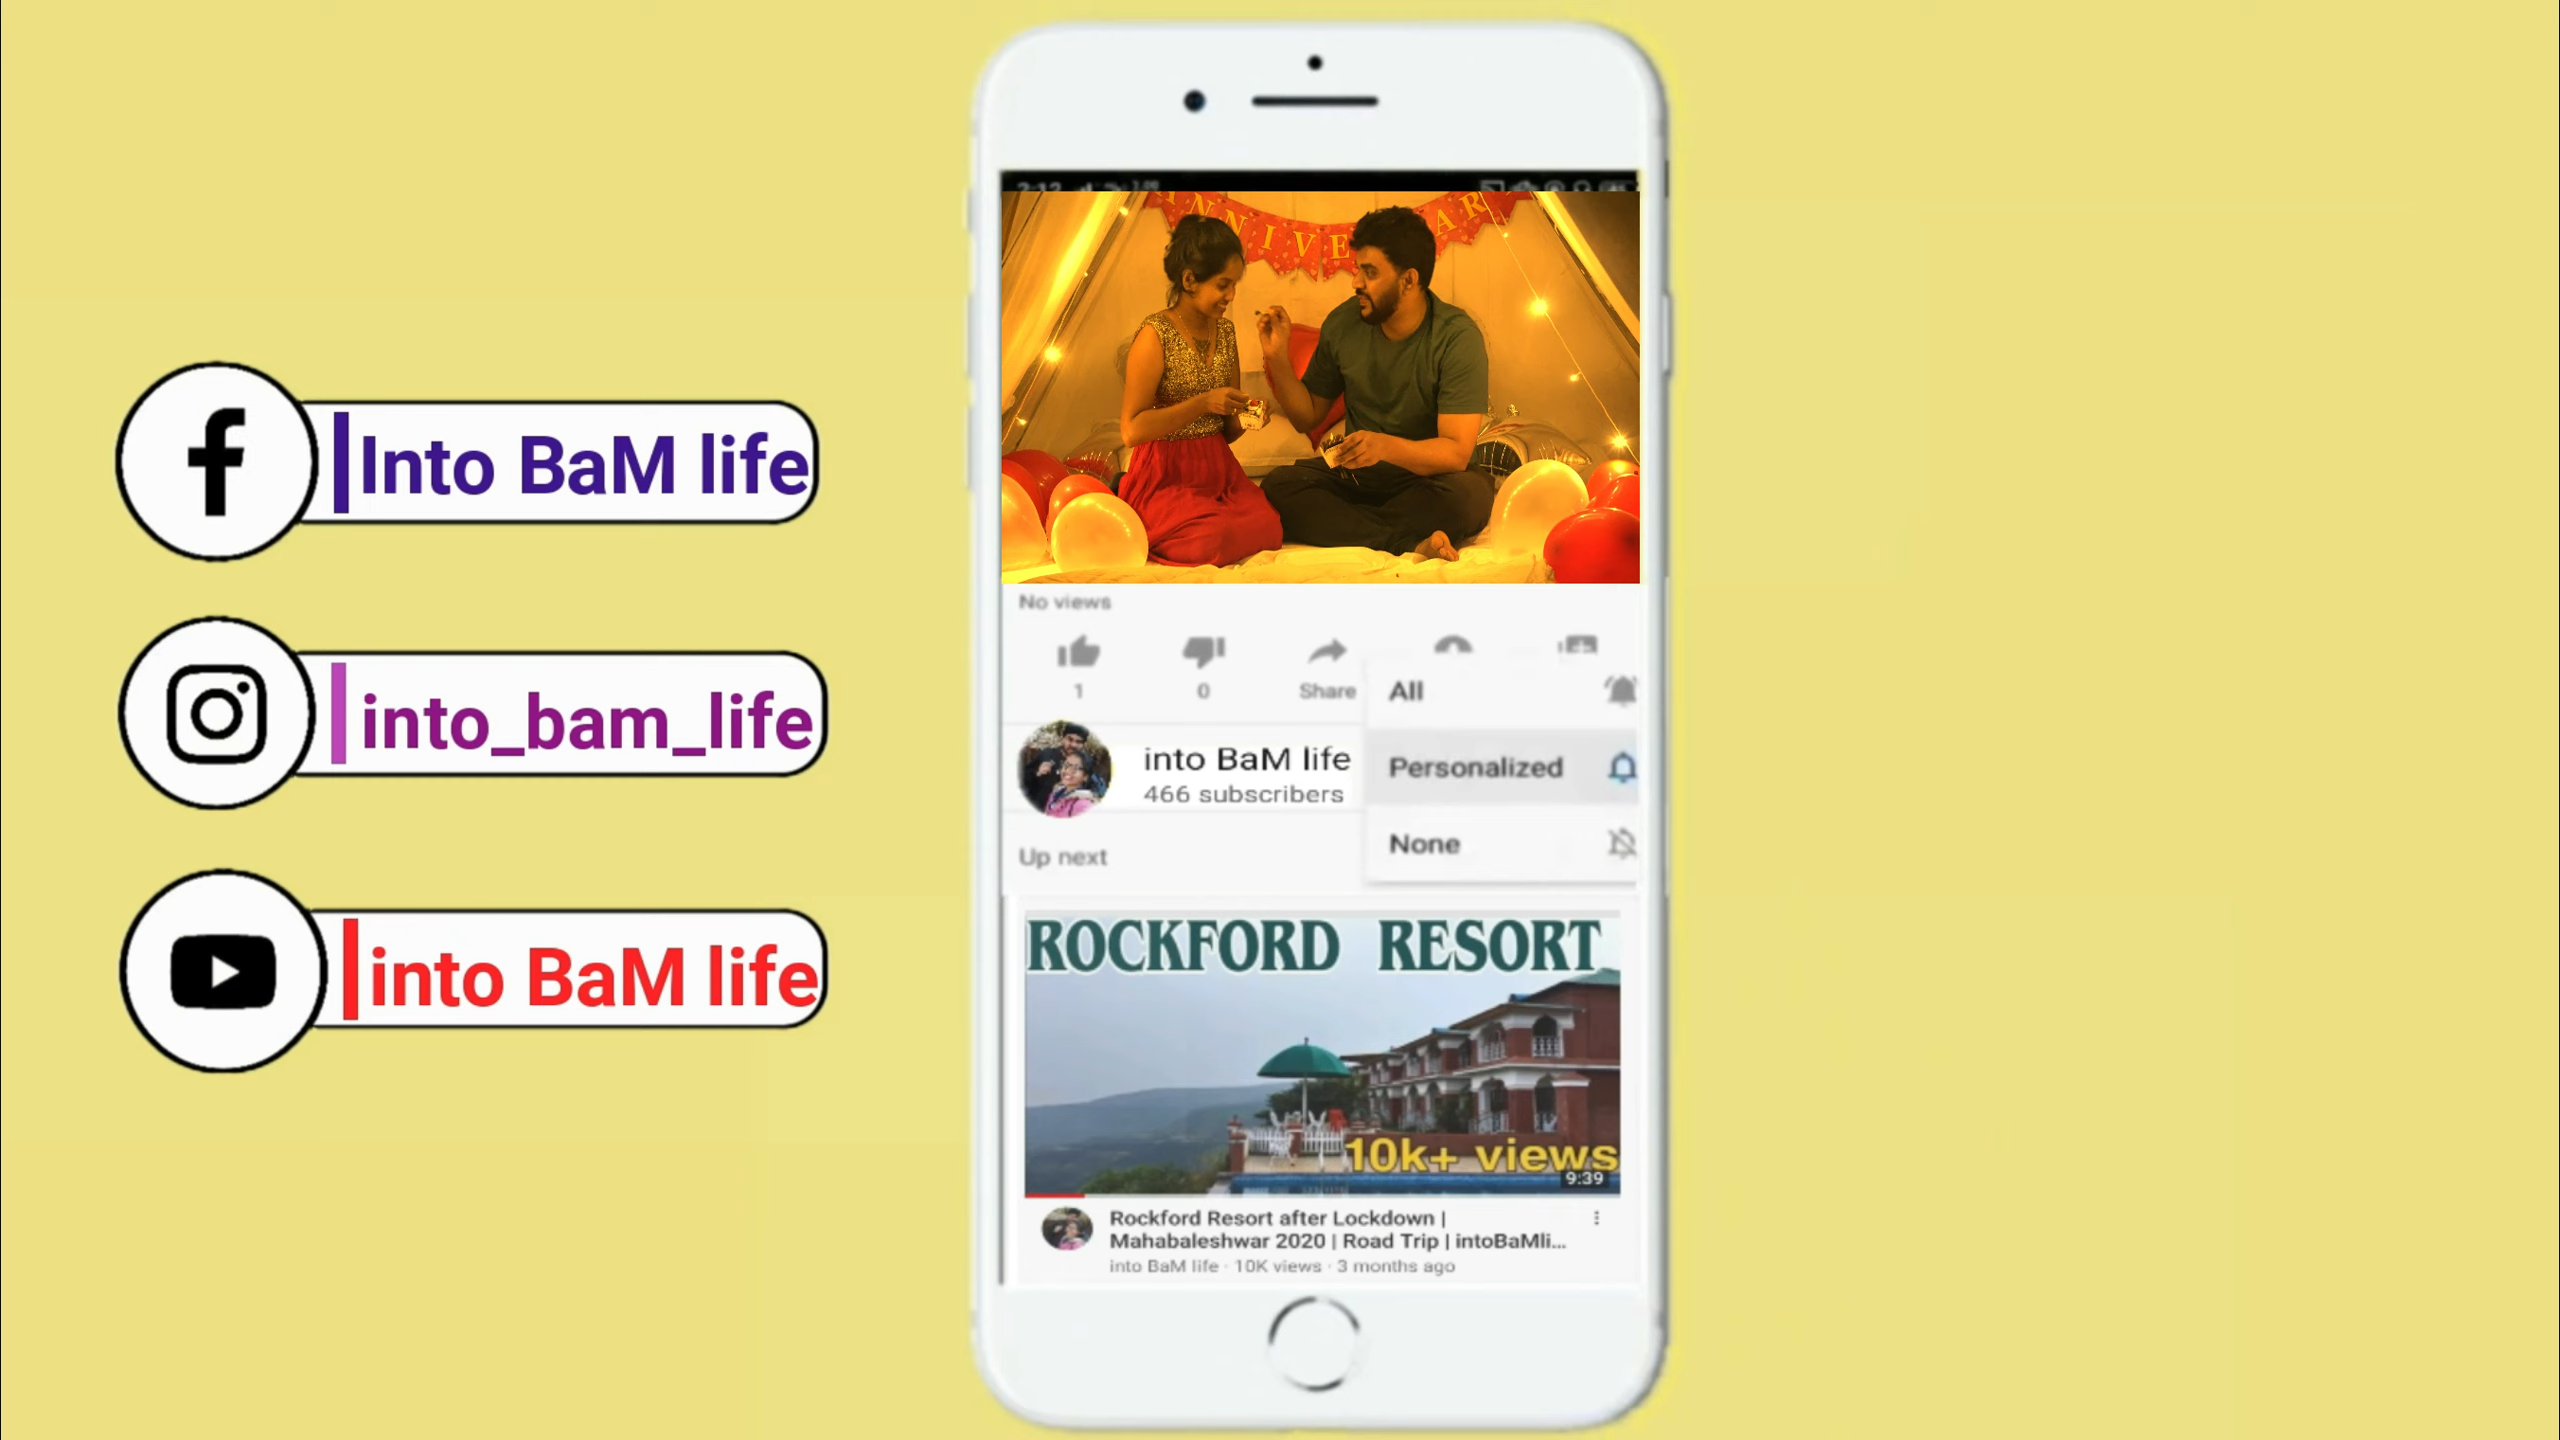 Into BaM life
into_bam_life
into BaM life
ANNIVE
AR
No views
1
0
Share
All
Personalized
None
into BaM life
466 subscribers
Up next
ROCKFORD RESORT
10k+ views
9:39
Rockford Resort after Lockdown |
Mahabaleshwar 2020 | Road Trip | intoBaMli...
into BaM life · 10K views · 3 months ago